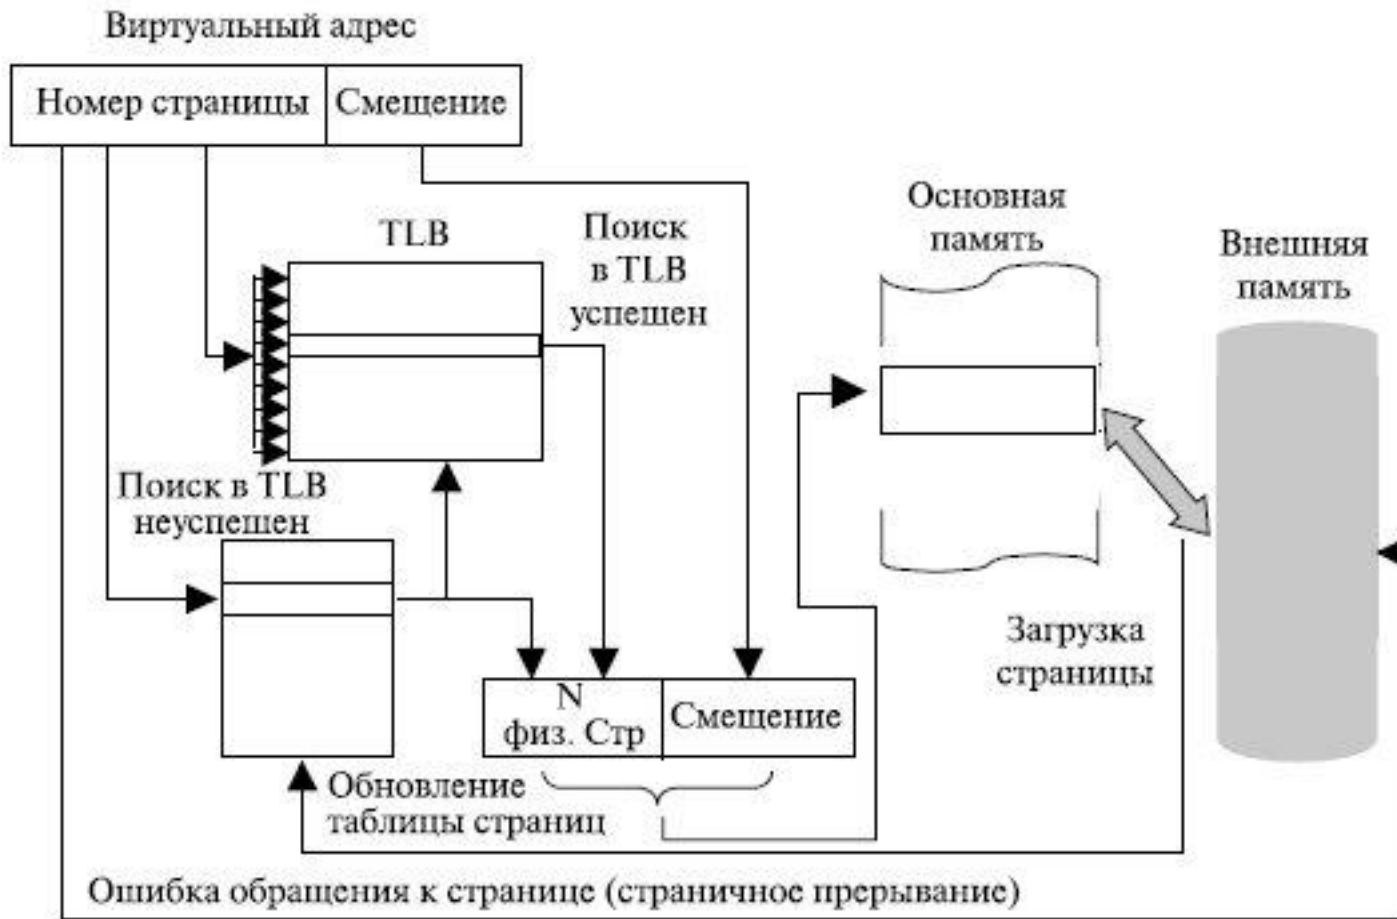 Виртуальный адрес
Номер страницы
Смещение
TLB
Поиск
в TLB
успешен
Основная
память
Внешняя
память
Поиск в TLB
неуспешен
Загрузка
страницы
N
физ. Стр
Смещение
Обновление
таблицы страниц
Ошибка обращения к странице (страничное прерывание)